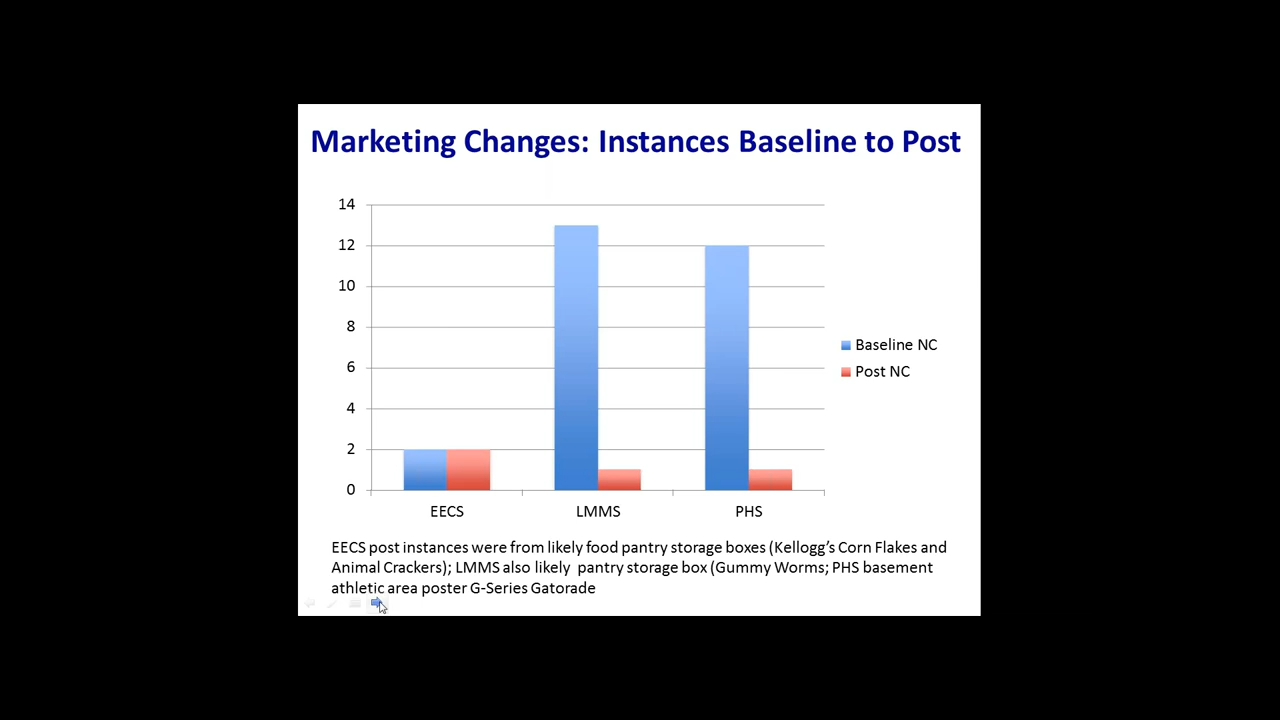 Marketing Changes: Instances Baseline to Post
14
12
10
8
6
4
2
0
EECS
LMMS
PHS
Baseline NC
Post NC
EECS post instances were from likely food pantry storage boxes (Kellogg’s Corn Flakes and
Animal Crackers); LMMS also likely  pantry storage box (Gummy Worms; PHS basement
athletic area poster G-Series Gatorade